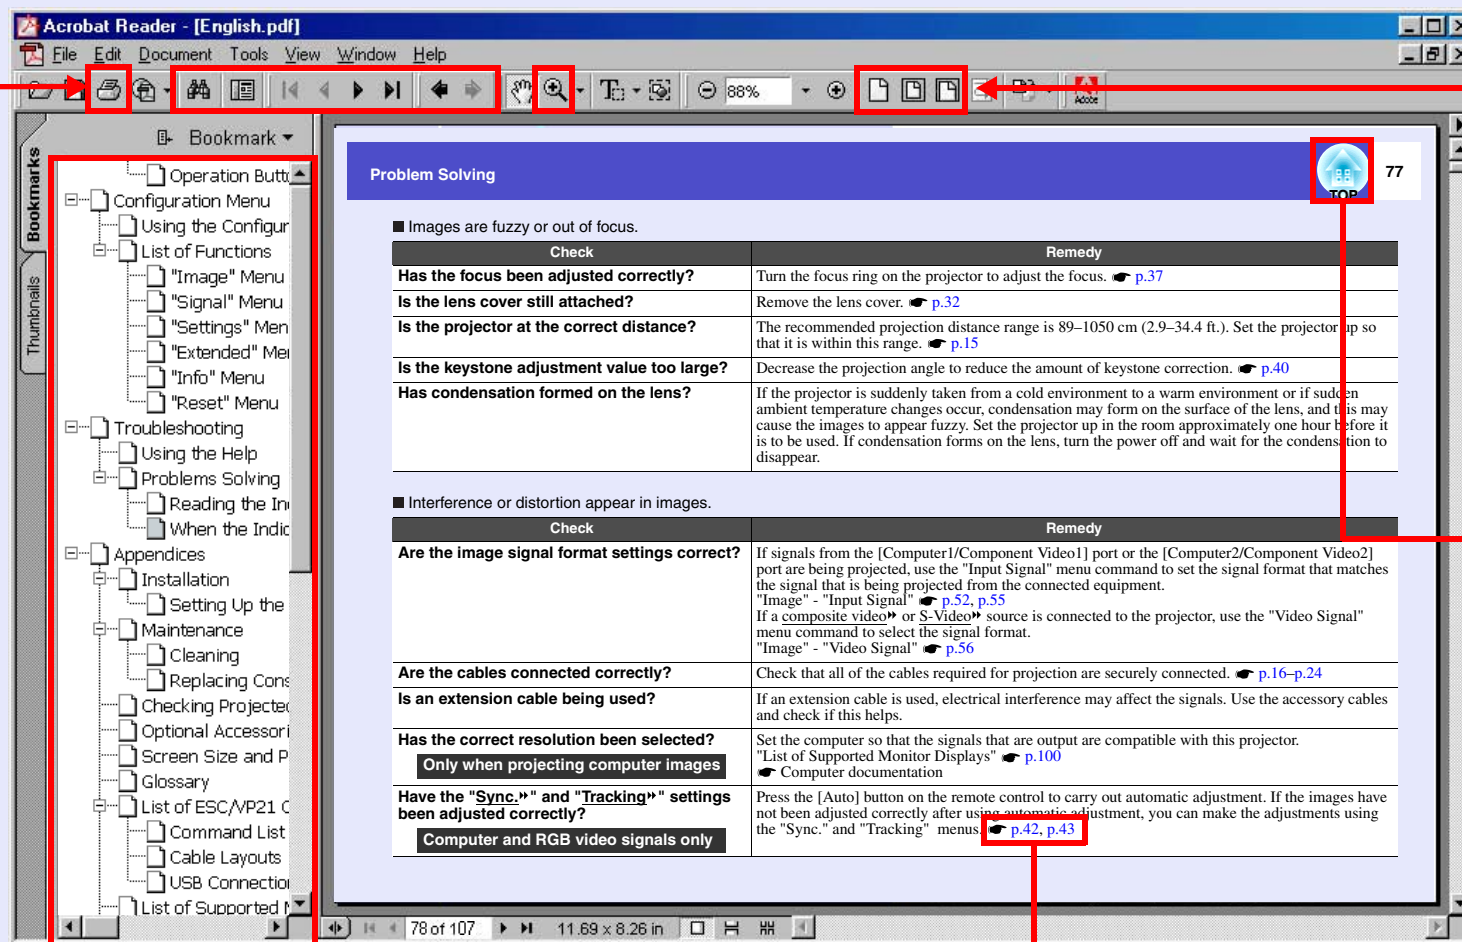 Acrobat Reader - [English.pdf]
File Edit Document Tools View Window Help
88%
Adobe
Bookmarks
Thumbnails
Bookmark
Operation Butt
Configuration Menu
Using the Configur
List of Functions
"Image" Menu
"Signal" Menu
"Settings" Men
"Extended" Me
"Info" Menu
"Reset" Menu
Troubleshooting
Using the Help
Problems Solving
Reading the In
When the Indic
Appendices
Installation
Setting Up the
Maintenance
Cleaning
Replacing Cons
Checking Projected
Optional Accessori
Screen Size and P
Glossary
List of ESC/VP21 C
Command List
Cable Layouts
USB Connection
List of Supported M
Problem Solving
TOP
77
■ Images are fuzzy or out of focus.
Check Remedy
Has the focus been adjusted correctly? Turn the focus ring on the projector to adjust the focus. ☛ p.37
Is the lens cover still attached? Remove the lens cover. ☛ p.32
Is the projector at the correct distance? The recommended projection distance range is 89–1050 cm (2.9–34.4 ft.). Set the projector up so
that it is within this range. ☛ p.15
Is the keystone adjustment value too large? Decrease the projection angle to reduce the amount of keystone correction. ☛ p.40
Has condensation formed on the lens? If the projector is suddenly taken from a cold environment to a warm environment or if sudden
ambient temperature changes occur, condensation may form on the surface of the lens, and this may
cause the images to appear fuzzy. Set the projector up in the room approximately one hour before it
is to be used. If condensation forms on the lens, turn the power off and wait for the condensation to
disappear.
■ Interference or distortion appear in images.
Check Remedy
Are the image signal format settings correct? If signals from the [Computer1/Component Video1] port or the [Computer2/Component Video2]
port are being projected, use the "Input Signal" menu command to set the signal format that matches
the signal that is being projected from the connected equipment.
"Image" - "Input Signal" ☛ p.52, p.55
If a composite video▸▸ or S-Video▸▸ source is connected to the projector, use the "Video Signal"
menu command to select the signal format.
"Image" - "Video Signal" ☛ p.56
Are the cables connected correctly? Check that all of the cables required for projection are securely connected. ☛ p.16–p.24
Is an extension cable being used? If an extension cable is used, electrical interference may affect the signals. Use the accessory cables
and check if this helps.
Has the correct resolution been selected? Set the computer so that the signals that are output are compatible with this projector.
Only when projecting computer images "List of Supported Monitor Displays" ☛ p.100
☛ Computer documentation
Have the "Sync.▸▸" and "Tracking▸▸" settings Press the [Auto] button on the remote control to carry out automatic adjustment. If the images have
been adjusted correctly? not been adjusted correctly after using automatic adjustment, you can make the adjustments using
Computer and RGB video signals only the "Sync." and "Tracking" menus. ☛ p.42, p.43
78 of 107 11.69 x 8.26 in